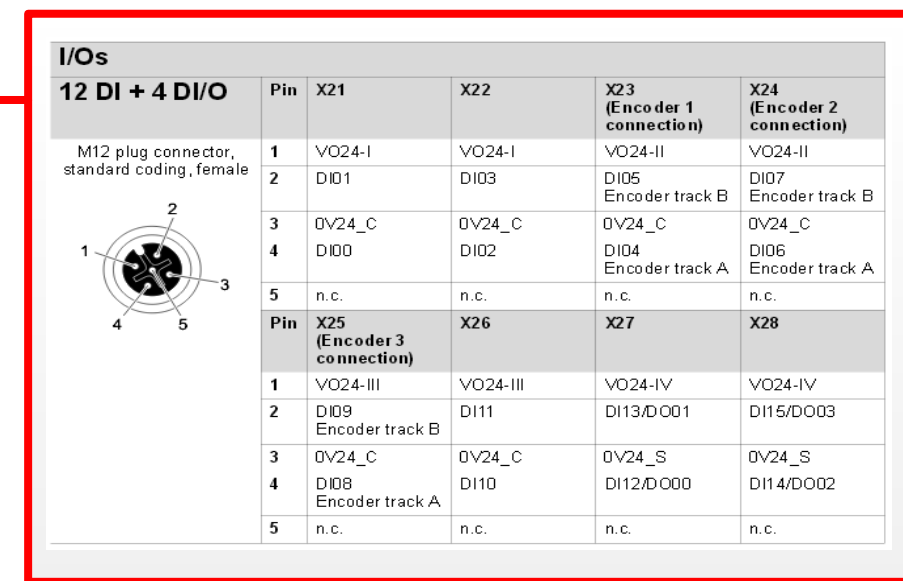 I/Os
12 DI + 4 DI/O
Pin X21 X22 X23 X24
(Encoder 1 (Encoder 2
connection) connection)
M12 plug connector,
standard coding, female
1 VO24-I VO24-I VO24-II VO24-II
2 DI01 DI03 DI05 DI07
Encoder track B Encoder track B
3 0V24_C 0V24_C 0V24_C 0V24_C
4 DI00 DI02 DI04 DI06
Encoder track A Encoder track A
5 n.c. n.c. n.c. n.c.
2
1
3
4 5
Pin X25 X26 X27 X28
(Encoder 3
connection)
1 VO24-III VO24-III VO24-IV VO24-IV
2 DI09 DI11 DI13/DO01 DI15/DO03
Encoder track B
3 0V24_C 0V24_C 0V24_S 0V24_S
4 DI08 DI10 DI12/DO00 DI14/DO02
Encoder track A
5 n.c. n.c. n.c. n.c.